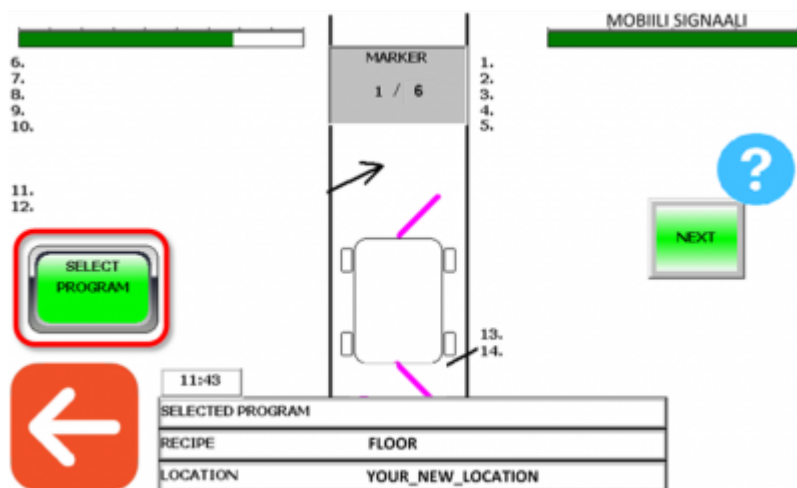 MOBIILI SIGNAALI
6.
7.
8.
9.
10.
MARKER
1 / 6
1.
2.
3.
4.
5.
11.
12.
?
SELECT
PROGRAM
NEXT
13.
14.
11:43
SELECTED PROGRAM
RECIPE FLOOR
LOCATION YOUR_NEW_LOCATION